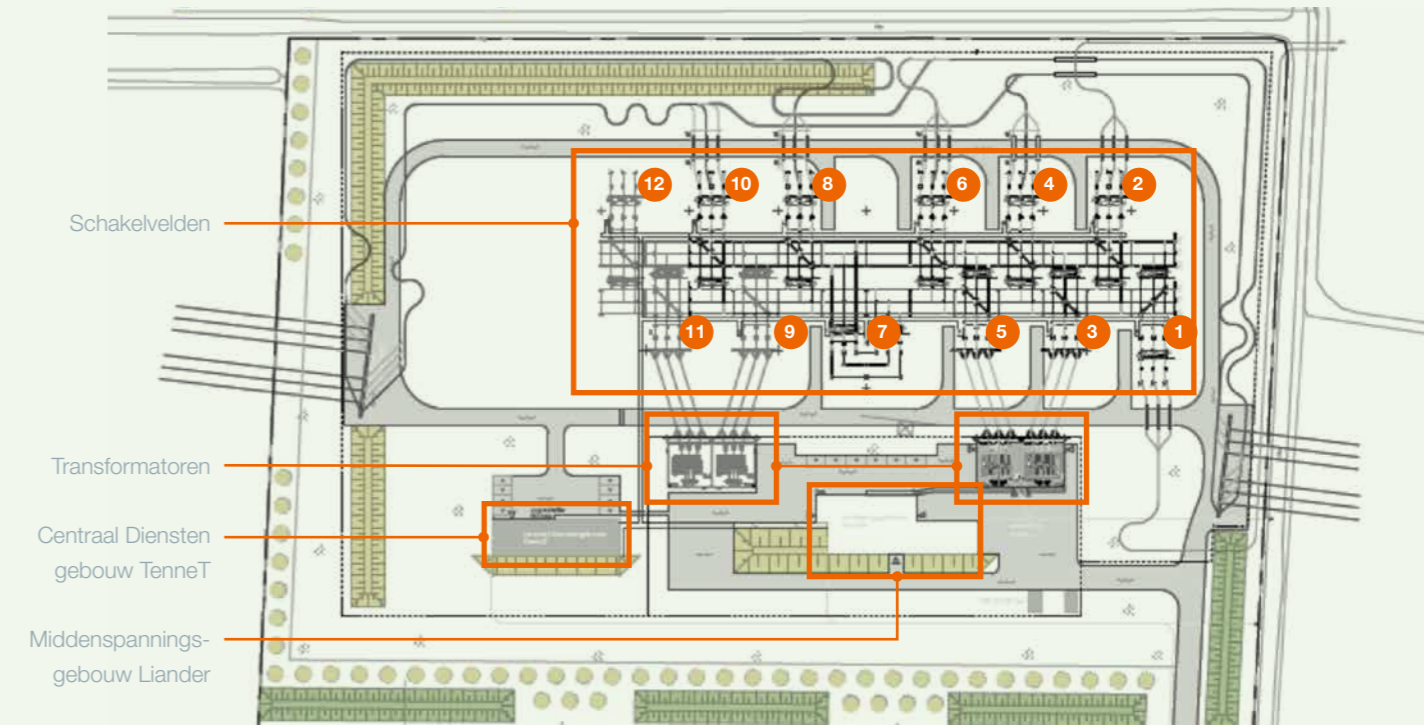 12
10
8
6
4
2
Schakelvelden
11
9
7
5
3
1
Transformatoren
Centraal Diensten
gebouw TenneT
Middenspannings-
gebouw Liander